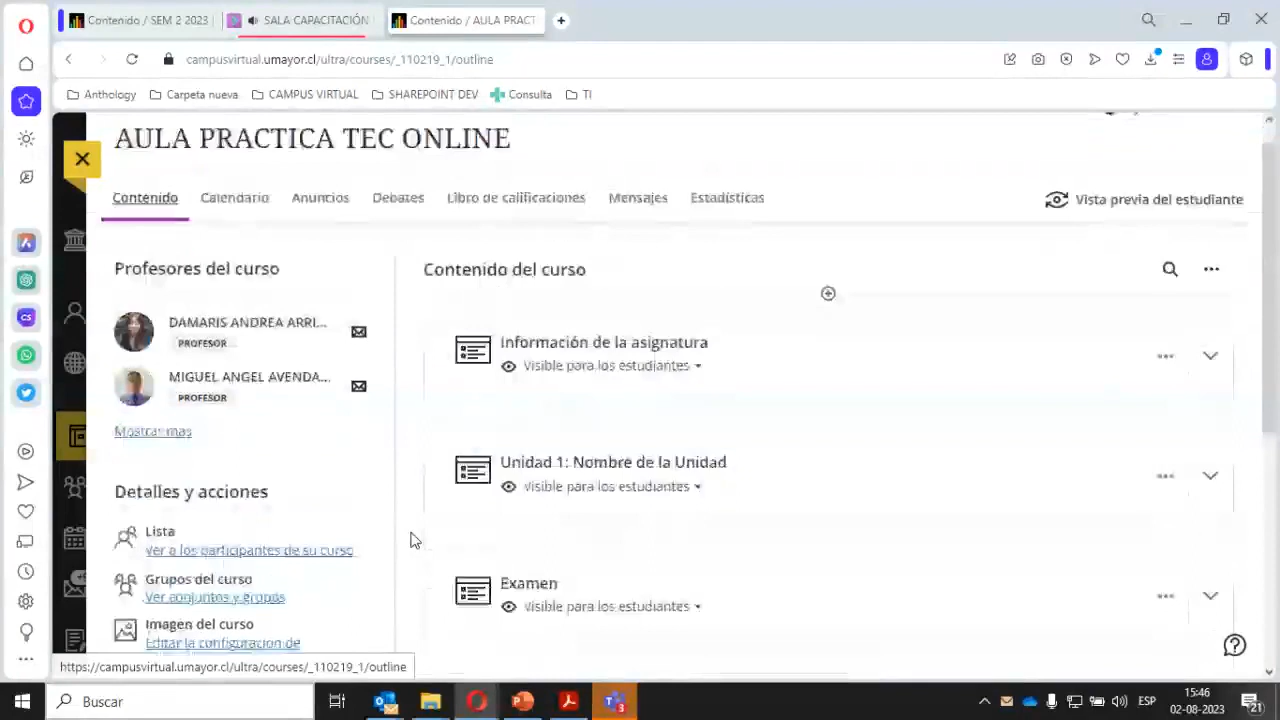 Contenido / SEM 2 2023
SALA CAPACITACIÓN
Contenido / AULA PRACT
campusvirtual.umayor.cl/ultra/courses/_110219_1/outline
Anthology
Carpeta nueva
CAMPUS VIRTUAL
SHAREPOINT DEV
Consulta
TI
AULA PRACTICA TEC ONLINE
Contenido
Calendario
Anuncios
Debates
Libro de calificaciones
Mensajes
Estadísticas
Vista previa del estudiante
Profesores del curso
DAMARIS ANDREA ARRI...
PROFESOR
MIGUEL ANGEL AVENDA...
PROFESOR
Mostrar más
Detalles y acciones
Lista
Ver a los participantes de su curso
Grupos del curso
Ver conjuntos y grupos
Imagen del curso
Editar la configuración de
Contenido del curso
Información de la asignatura
Visible para los estudiantes
Unidad 1: Nombre de la Unidad
Visible para los estudiantes
Examen
Visible para los estudiantes
https://campusvirtual.umayor.cl/ultra/courses/_110219_1/outline
CS
Buscar
3
ESP
15:46
02-08-2023
21